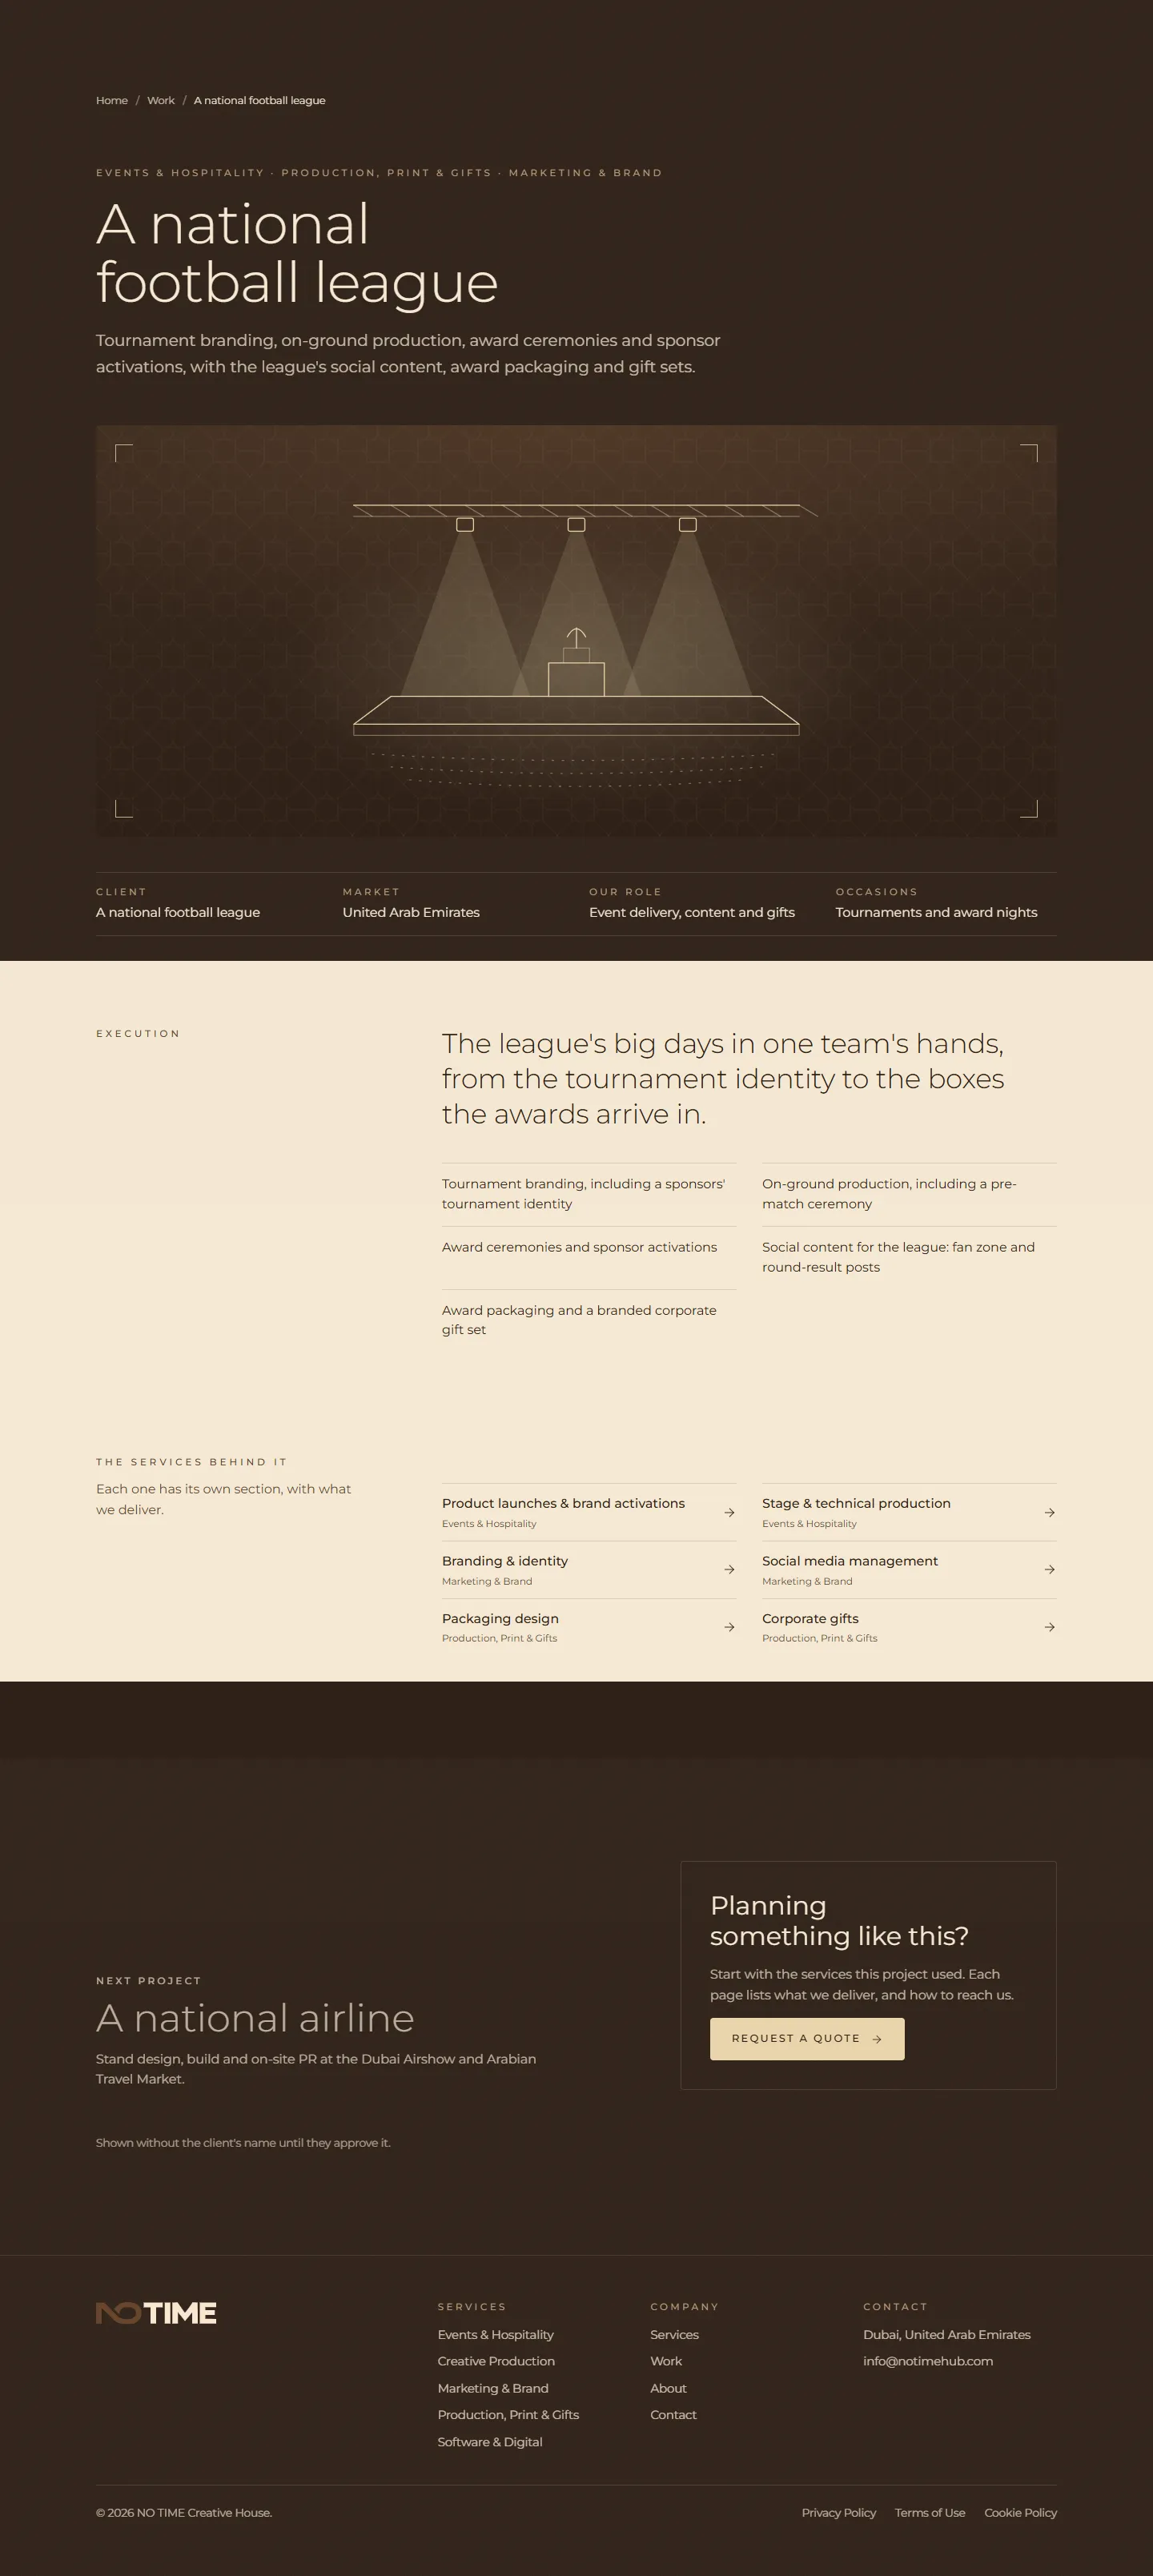 Home / Work / A national football league
EVENTS & HOSPITALITY · PRODUCTION, PRINT & GIFTS · MARKETING & BRAND
A national
football league
Tournament branding, on-ground production, award ceremonies and sponsor
activations, with the league's social content, award packaging and gift sets.
CLIENT
A national football league
MARKET
United Arab Emirates
OUR ROLE
Event delivery, content and gifts
OCCASIONS
Tournaments and award nights
EXECUTION
The league's big days in one team's hands,
from the tournament identity to the boxes
the awards arrive in.
Tournament branding, including a sponsors'
tournament identity
On-ground production, including a pre-
match ceremony
Award ceremonies and sponsor activations
Social content for the league: fan zone and
round-result posts
Award packaging and a branded corporate
gift set
THE SERVICES BEHIND IT
Each one has its own section, with what
we deliver.
Product launches & brand activations
Events & Hospitality
Stage & technical production
Events & Hospitality
Branding & identity
Marketing & Brand
Social media management
Marketing & Brand
Packaging design
Production, Print & Gifts
Corporate gifts
Production, Print & Gifts
NEXT PROJECT
A national airline
Stand design, build and on-site PR at the Dubai Airshow and Arabian
Travel Market.
Shown without the client's name until they approve it.
Planning
something like this?
Start with the services this project used. Each
page lists what we deliver, and how to reach us.
REQUEST A QUOTE
NO TIME
SERVICES
Events & Hospitality
Creative Production
Marketing & Brand
Production, Print & Gifts
Software & Digital
COMPANY
Services
Work
About
Contact
CONTACT
Dubai, United Arab Emirates
info@notimehub.com
© 2026 NO TIME Creative House.
Privacy Policy Terms of Use Cookie Policy